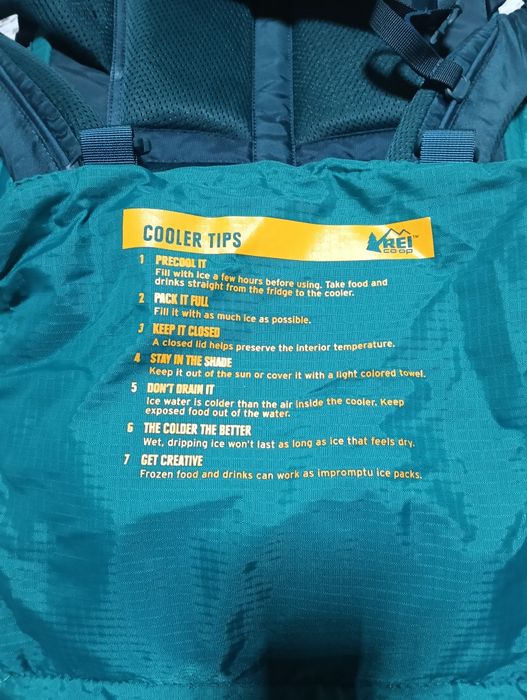 COOLER TIPS
REI
co·op™
1 PRECOOL IT
Fill with ice a few hours before using. Take food and
drinks straight from the fridge to the cooler.
2 PACK IT FULL
Fill it with as much ice as possible.
3 KEEP IT CLOSED
A closed lid helps preserve the interior temperature.
4 STAY IN THE SHADE
Keep it out of the sun or cover it with a light colored towel.
5 DON'T DRAIN IT
Ice water is colder than the air inside the cooler. Keep
exposed food out of the water.
6 THE COLDER THE BETTER
Wet, dripping ice won't last as long as ice that feels dry.
7 GET CREATIVE
Frozen food and drinks can work as impromptu ice packs.